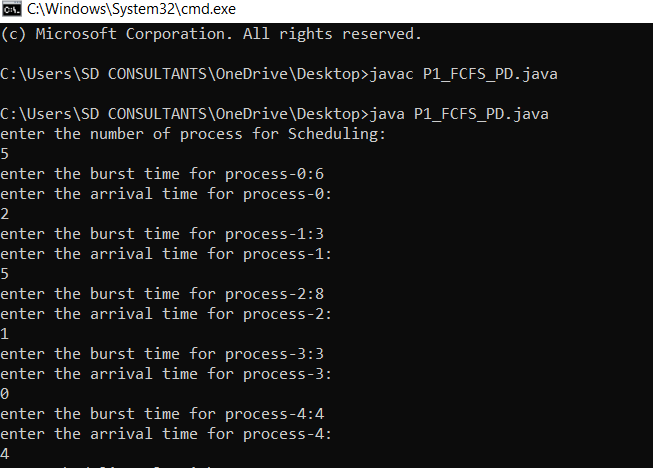 C:\Windows\System32\cmd.exe
(c) Microsoft Corporation. All rights reserved.
C:\Users\SD CONSULTANTS\OneDrive\Desktop>javac P1_FCFS_PD.java
C:\Users\SD CONSULTANTS\OneDrive\Desktop>java P1_FCFS_PD.java
enter the number of process for Scheduling:
5
enter the burst time for process-0:6
enter the arrival time for process-0:
2
enter the burst time for process-1:3
enter the arrival time for process-1:
5
enter the burst time for process-2:8
enter the arrival time for process-2:
1
enter the burst time for process-3:3
enter the arrival time for process-3:
0
enter the burst time for process-4:4
enter the arrival time for process-4:
4